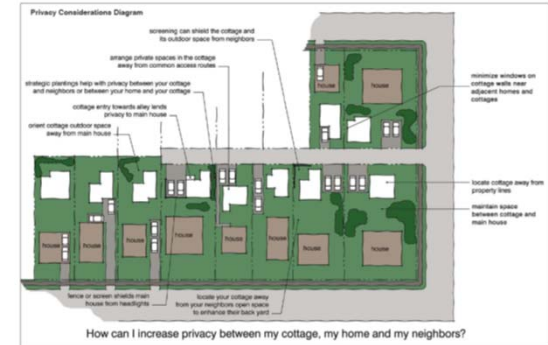 Privacy Considerations Diagram
screening can shield the cottage and
its outdoor space from neighbors
arrange private spaces in the cottage
away from common access routes
strategic plantings help with privacy between your cottage
and neighbors or between your home and your cottage
cottage entry towards alley lends
privacy to main house
orient cottage outdoor space
away from main house
minimize windows on
cottage walls near
adjacent homes and
cottages
locate cottage away from
property lines
maintain space
between cottage and
main house
house
house
house
house
house
house
house
house
house
house
fence or screen shields main
house from headlights
locate your cottage away
from your neighbors open space
to enhance their back yard
How can I increase privacy between my cottage, my home and my neighbors?